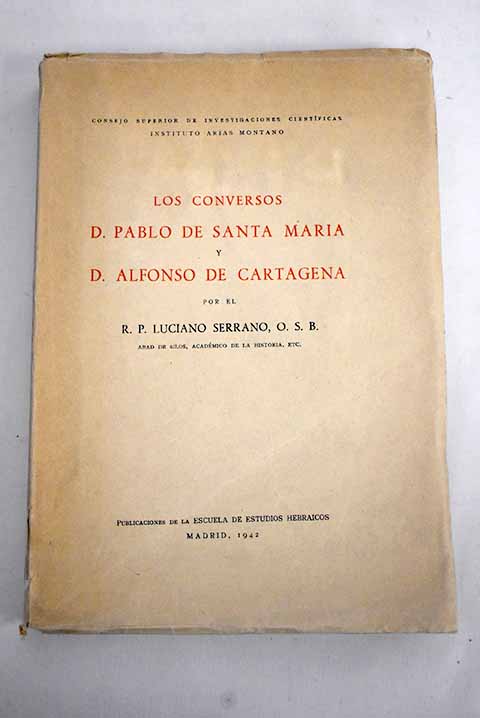 CONSEJO SUPERIOR DE INVESTIGACIONES CIENTÍFICAS
INSTITUTO ARIAS MONTANO
LOS CONVERSOS
D. PABLO DE SANTA MARIA
Y
D. ALFONSO DE CARTAGENA
POR EL
R. P. LUCIANO SERRANO, O. S. B.
ABAD DE SILOS, ACADÉMICO DE LA HISTORIA, ETC.
PUBLICACIONES DE LA ESCUELA DE ESTUDIOS HEBRAICOS
MADRID, 1942